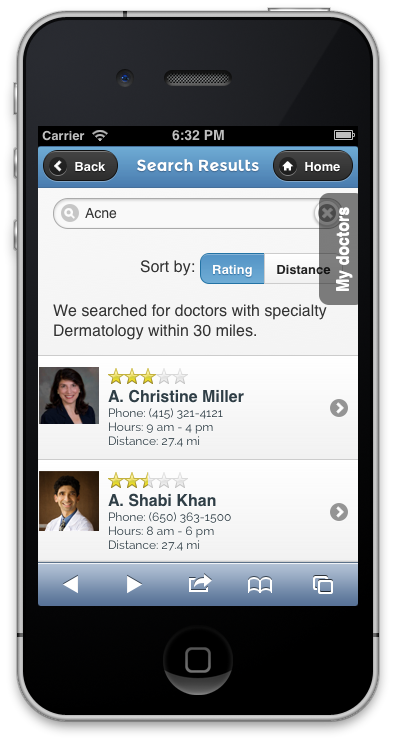 Carrier 6:32 PM
Back Search Results Home
Acne
My doctors
Sort by: Rating Distance
We searched for doctors with specialty
Dermatology within 30 miles.
A. Christine Miller
Phone: (415) 321-4121
Hours: 9 am - 4 pm
Distance: 27.4 mi
A. Shabi Khan
Phone: (650) 363-1500
Hours: 8 am - 6 pm
Distance: 27.4 mi